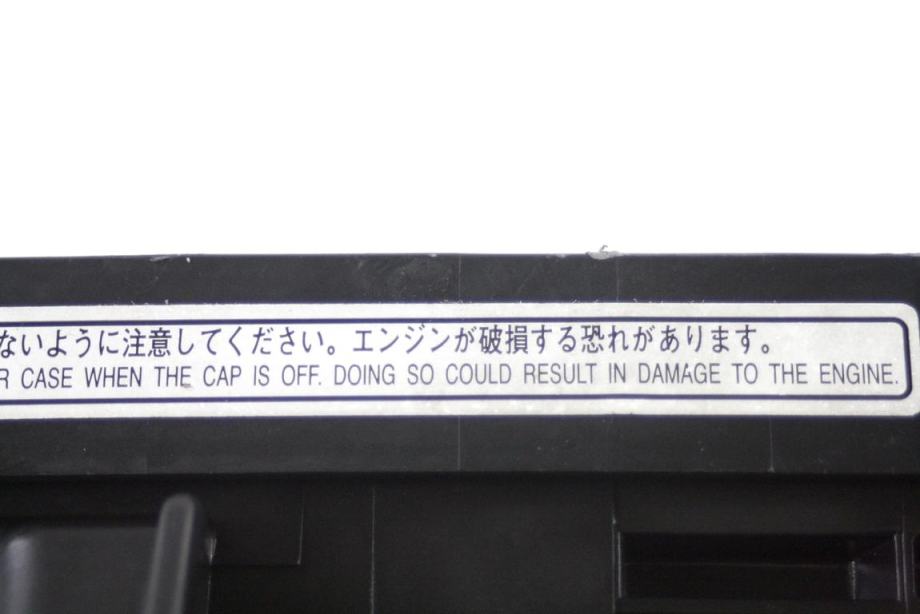 ないように注意してください。エンジンが破損する恐れがあります。
R CASE WHEN THE CAP IS OFF. DOING SO COULD RESULT IN DAMAGE TO THE ENGINE.